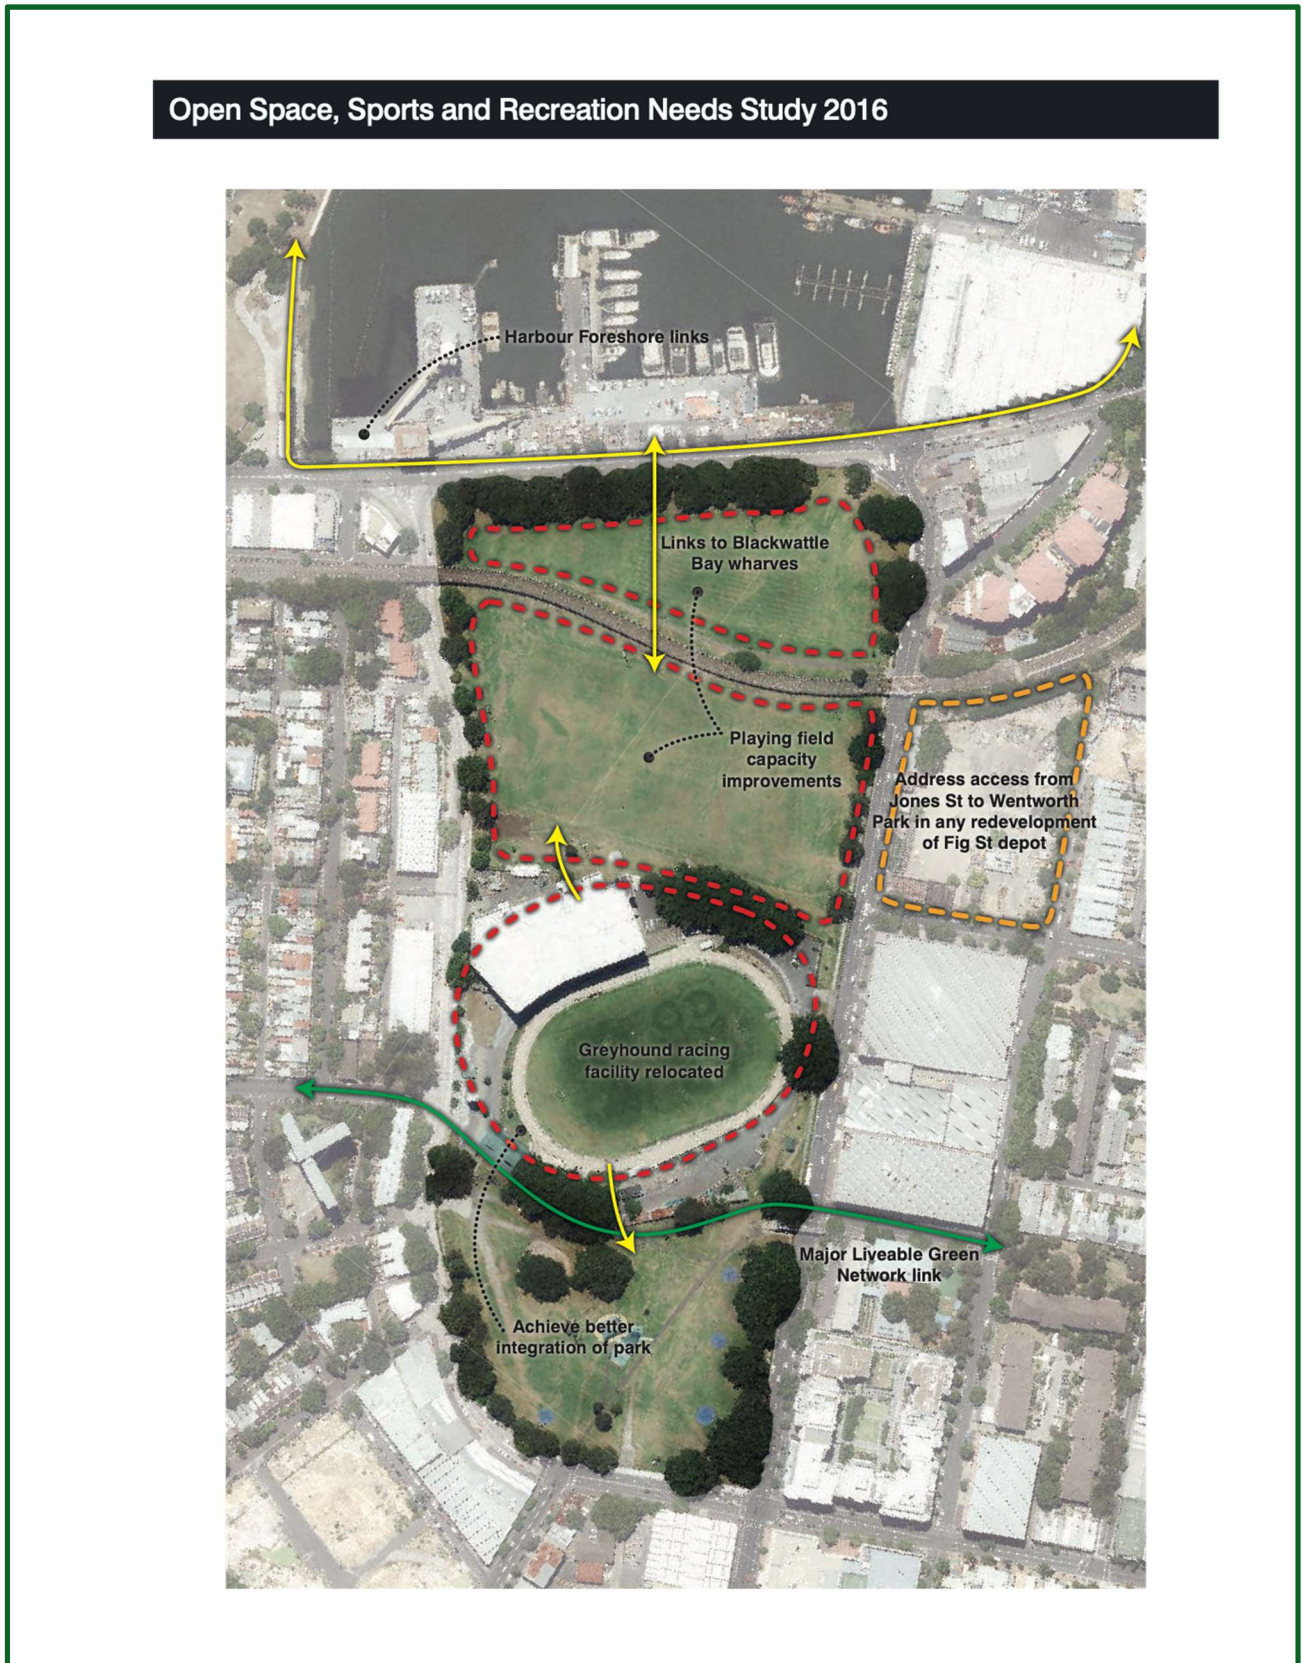 Open Space, Sports and Recreation Needs Study 2016
Harbour Foreshore links
Links to Blackwattle
Bay wharves
Playing field
capacity
improvements
Address access from
Jones St to Wentworth
Park in any redevelopment
of Fig St depot
Greyhound racing
facility relocated
Major Liveable Green
Network link
Achieve better
integration of park